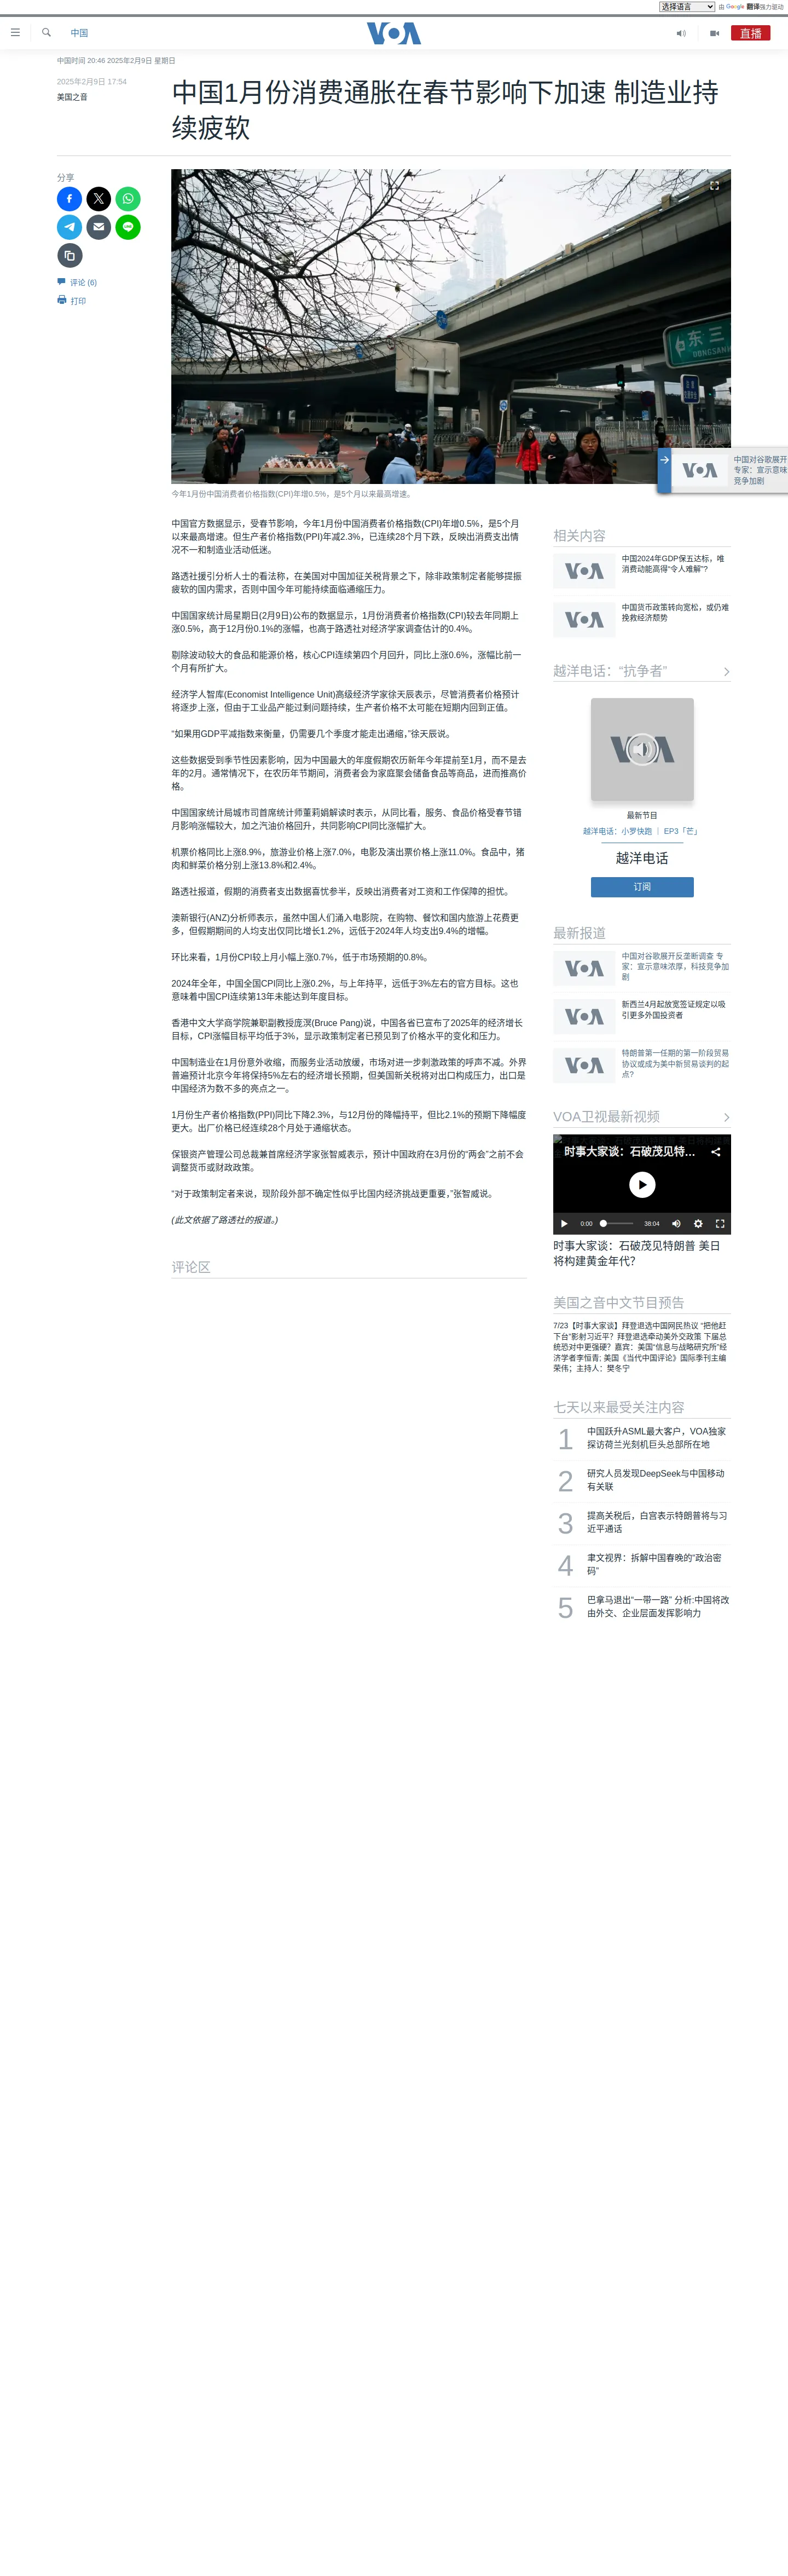 选择语言 由 Google 翻译强力驱动
中国
VOA
直播
中国时间 20:46 2025年2月9日 星期日
2025年2月9日 17:54
美国之音
中国1月份消费通胀在春节影响下加速 制造业持
续疲软
分享
评论 (6)
打印
东三
DONGSAN
中国对谷歌展开
专家：宣示意味
竞争加剧
今年1月份中国消费者价格指数(CPI)年增0.5%，是5个月以来最高增速。
中国官方数据显示，受春节影响，今年1月份中国消费者价格指数(CPI)年增0.5%，是5个月
以来最高增速。但生产者价格指数(PPI)年减2.3%，已连续28个月下跌，反映出消费支出情
况不一和制造业活动低迷。
路透社援引分析人士的看法称，在美国对中国加征关税背景之下，除非政策制定者能够提振
疲软的国内需求，否则中国今年可能持续面临通缩压力。
中国国家统计局星期日(2月9日)公布的数据显示，1月份消费者价格指数(CPI)较去年同期上
涨0.5%，高于12月份0.1%的涨幅，也高于路透社对经济学家调查估计的0.4%。
剔除波动较大的食品和能源价格，核心CPI连续第四个月回升，同比上涨0.6%，涨幅比前一
个月有所扩大。
经济学人智库(Economist Intelligence Unit)高级经济学家徐天辰表示，尽管消费者价格预计
将逐步上涨，但由于工业品产能过剩问题持续，生产者价格不太可能在短期内回到正值。
“如果用GDP平减指数来衡量，仍需要几个季度才能走出通缩，”徐天辰说。
这些数据受到季节性因素影响，因为中国最大的年度假期农历新年今年提前至1月，而不是去
年的2月。通常情况下，在农历年节期间，消费者会为家庭聚会储备食品等商品，进而推高价
格。
中国国家统计局城市司首席统计师董莉娟解读时表示，从同比看，服务、食品价格受春节错
月影响涨幅较大，加之汽油价格回升，共同影响CPI同比涨幅扩大。
机票价格同比上涨8.9%，旅游业价格上涨7.0%，电影及演出票价格上涨11.0%。食品中，猪
肉和鲜菜价格分别上涨13.8%和2.4%。
路透社报道，假期的消费者支出数据喜忧参半，反映出消费者对工资和工作保障的担忧。
澳新银行(ANZ)分析师表示，虽然中国人们涌入电影院，在购物、餐饮和国内旅游上花费更
多，但假期期间的人均支出仅同比增长1.2%，远低于2024年人均支出9.4%的增幅。
环比来看，1月份CPI较上月小幅上涨0.7%，低于市场预期的0.8%。
2024年全年，中国全国CPI同比上涨0.2%，与上年持平，远低于3%左右的官方目标。这也
意味着中国CPI连续第13年未能达到年度目标。
香港中文大学商学院兼职副教授庞溟(Bruce Pang)说，中国各省已宣布了2025年的经济增长
目标，CPI涨幅目标平均低于3%，显示政策制定者已预见到了价格水平的变化和压力。
中国制造业在1月份意外收缩，而服务业活动放缓，市场对进一步刺激政策的呼声不减。外界
普遍预计北京今年将保持5%左右的经济增长预期，但美国新关税将对出口构成压力，出口是
中国经济为数不多的亮点之一。
1月份生产者价格指数(PPI)同比下降2.3%，与12月份的降幅持平，但比2.1%的预期下降幅度
更大。出厂价格已经连续28个月处于通缩状态。
保银资产管理公司总裁兼首席经济学家张智威表示，预计中国政府在3月份的“两会”之前不会
调整货币或财政政策。
“对于政策制定者来说，现阶段外部不确定性似乎比国内经济挑战更重要，”张智威说。
(此文依据了路透社的报道。)
评论区
相关内容
中国2024年GDP保五达标，唯
消费动能高得“令人难解”?
中国货币政策转向宽松，或仍难
挽救经济颓势
越洋电话：“抗争者”
最新节目
越洋电话：小罗快跑 ｜ EP3「芒」
越洋电话
订阅
最新报道
中国对谷歌展开反垄断调查 专
家：宣示意味浓厚，科技竞争加
剧
新西兰4月起放宽签证规定以吸
引更多外国投资者
特朗普第一任期的第一阶段贸易
协议或成为美中新贸易谈判的起
点?
VOA卫视最新视频
时事大家谈：石破茂见特…
0:00 38:04
时事大家谈：石破茂见特朗普 美日
将构建黄金年代？
美国之音中文节目预告
7/23【时事大家谈】拜登退选中国网民热议 “把他赶
下台”影射习近平？拜登退选牵动美外交政策 下届总
统恐对中更强硬？嘉宾：美国“信息与战略研究所”经
济学者李恒青; 美国《当代中国评论》国际季刊主编
荣伟；主持人：樊冬宁
七天以来最受关注内容
1 中国跃升ASML最大客户，VOA独家
探访荷兰光刻机巨头总部所在地
2 研究人员发现DeepSeek与中国移动
有关联
3 提高关税后，白宫表示特朗普将与习
近平通话
4 聿文视界：拆解中国春晚的“政治密
码”
5 巴拿马退出“一带一路” 分析:中国将改
由外交、企业层面发挥影响力